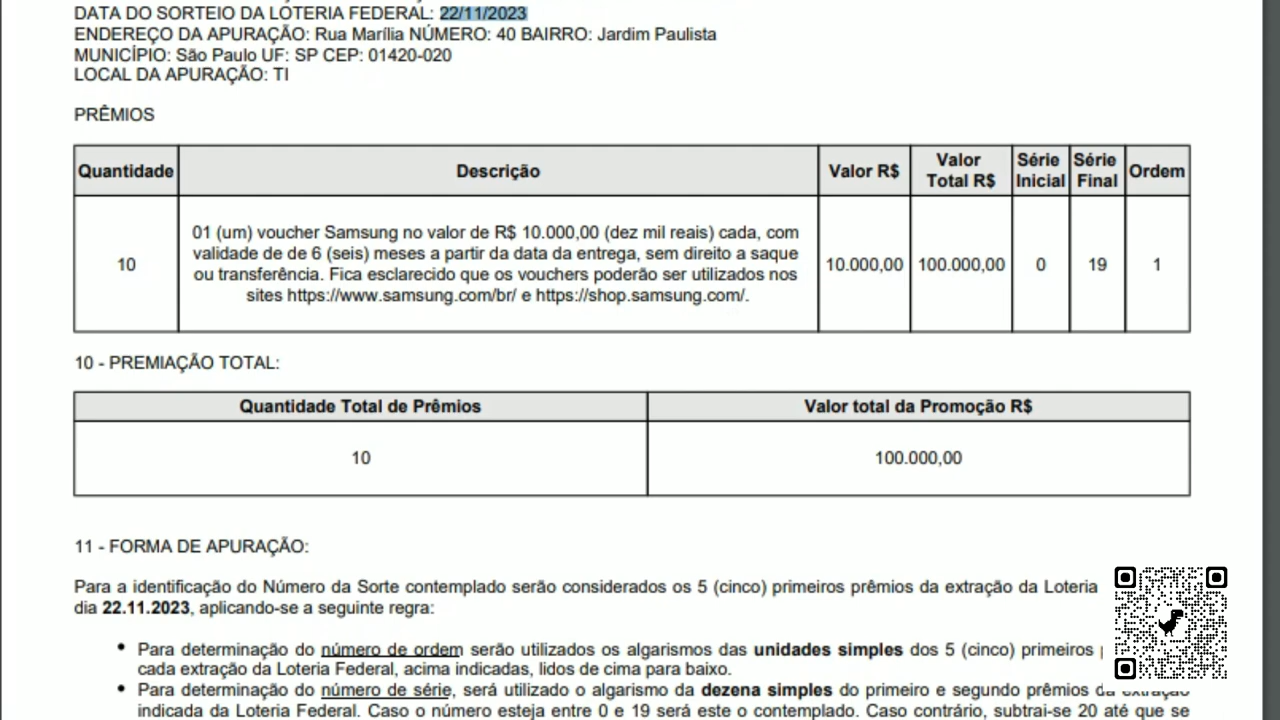 DATA DO SORTEIO DA LOTERIA FEDERAL: 22/11/2023
ENDEREÇO DA APURAÇÃO: Rua Marília NÚMERO: 40 BAIRRO: Jardim Paulista
MUNICÍPIO: São Paulo UF: SP CEP: 01420-020
LOCAL DA APURAÇÃO: TI
PRÊMIOS
Quantidade Descrição Valor R$ Valor Total R$ Série Inicial Série Final Ordem
10
01 (um) voucher Samsung no valor de R$ 10.000,00 (dez mil reais) cada, com
validade de de 6 (seis) meses a partir da data da entrega, sem direito a saque
ou transferência. Fica esclarecido que os vouchers poderão ser utilizados nos
sites https://www.samsung.com/br/ e https://shop.samsung.com/.
10.000,00 100.000,00 0 19 1
10 - PREMIAÇÃO TOTAL:
Quantidade Total de Prêmios Valor total da Promoção R$
10 100.000,00
11 - FORMA DE APURAÇÃO:
Para a identificação do Número da Sorte contemplado serão considerados os 5 (cinco) primeiros prêmios da extração da Loteria
dia 22.11.2023, aplicando-se a seguinte regra:
• Para determinação do número de ordem serão utilizados os algarismos das unidades simples dos 5 (cinco) primeiros
cada extração da Loteria Federal, acima indicadas, lidos de cima para baixo.
• Para determinação do número de série, será utilizado o algarismo da dezena simples do primeiro e segundo prêmios da extração
indicada da Loteria Federal. Caso o número esteja entre 0 e 19 será este o contemplado. Caso contrário, subtrai-se 20 até que se